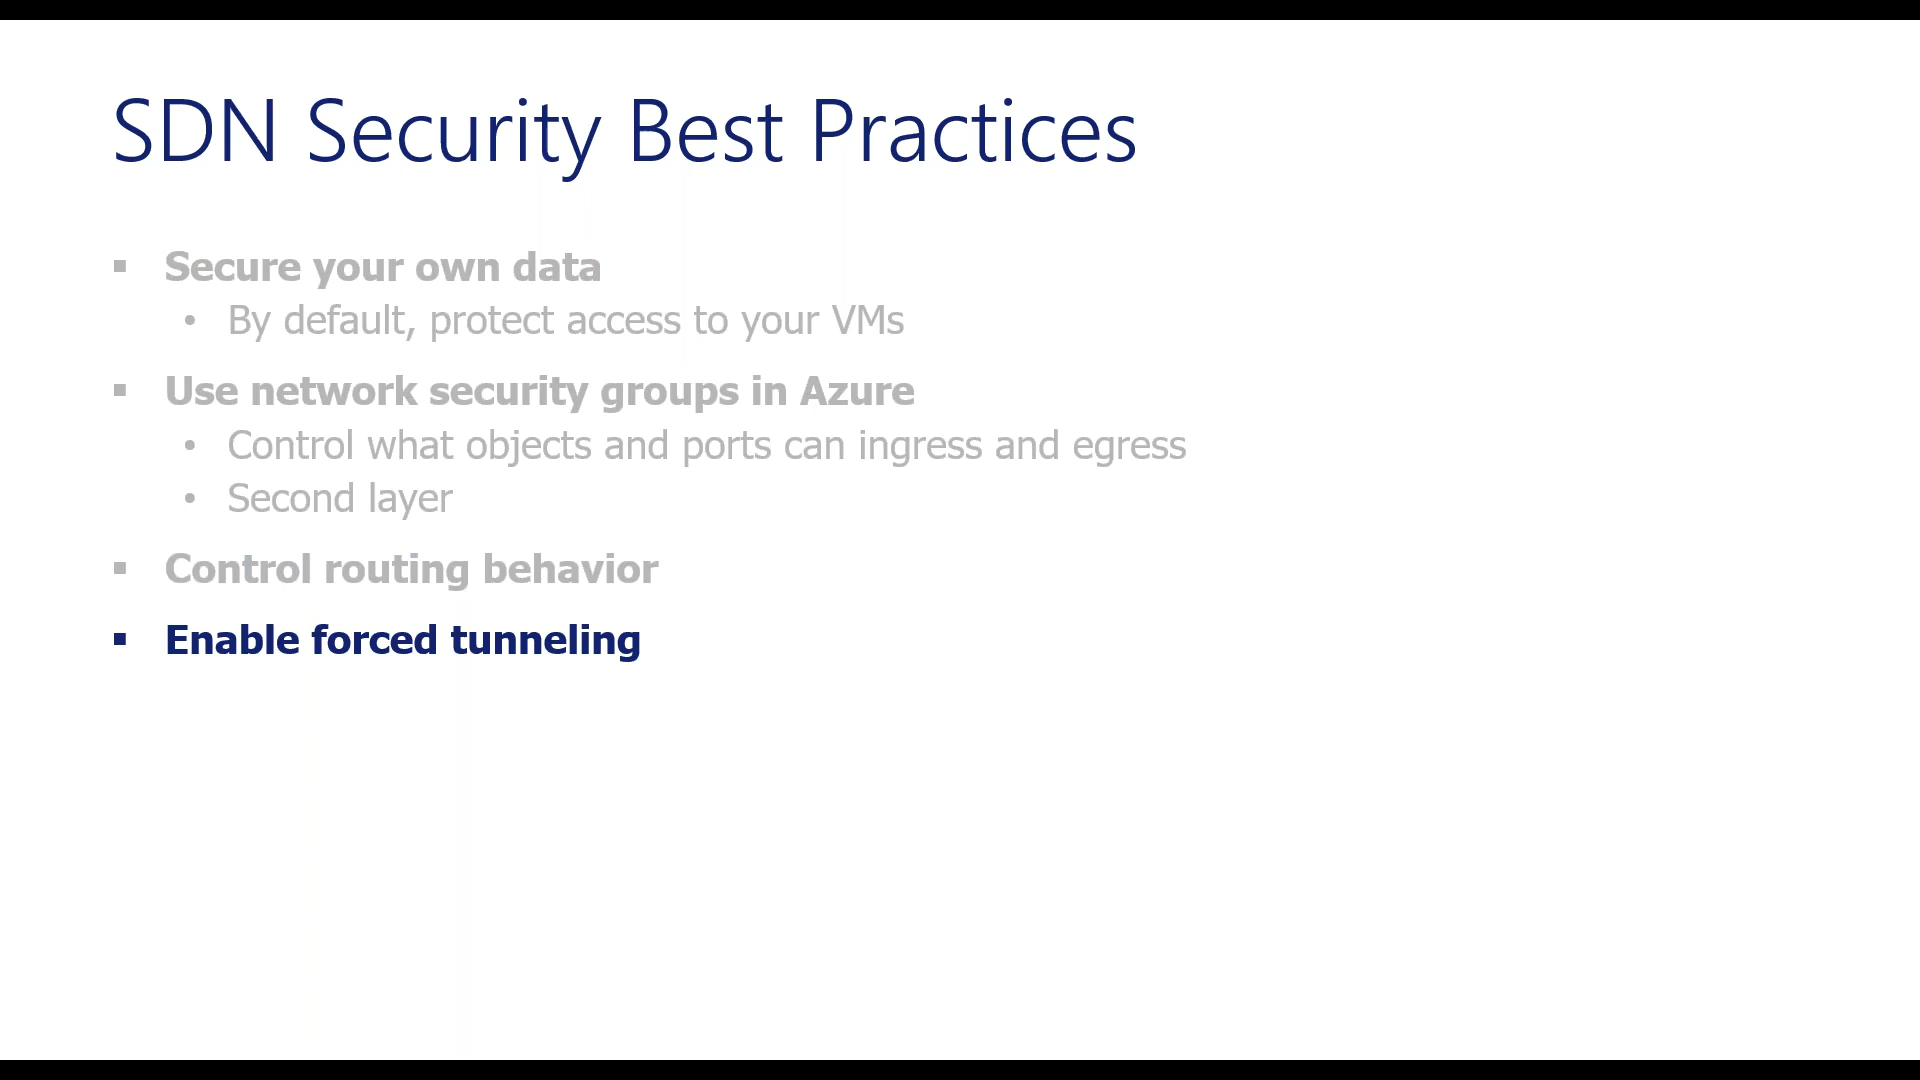 SDN Security Best Practices
▪ Secure your own data
• By default, protect access to your VMs
▪ Use network security groups in Azure
• Control what objects and ports can ingress and egress
• Second layer
▪ Control routing behavior
▪ Enable forced tunneling